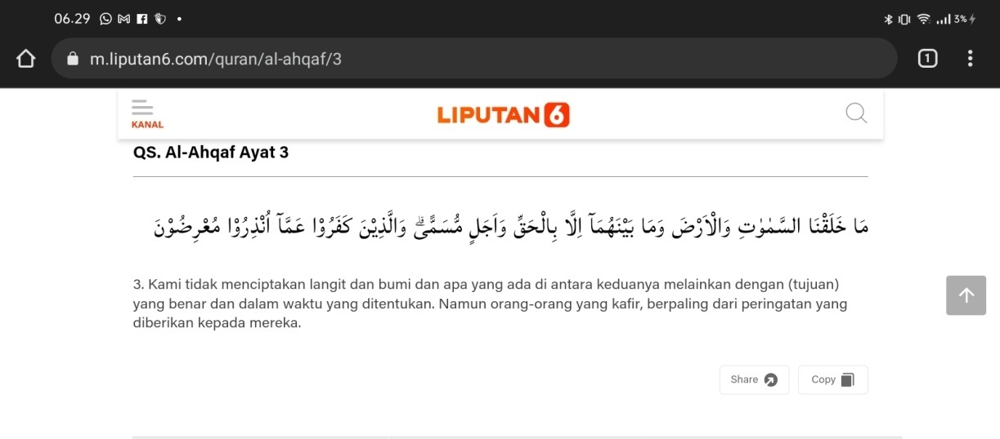 06.29
3%
m.liputan6.com/quran/al-ahqaf/3
1
KANAL
LIPUTAN 6
QS. Al-Ahqaf Ayat 3
مَا خَلَقْنَا السَّمٰوٰتِ وَالْاَرْضَ وَمَا بَيْنَهُمَآ اِلَّا بِالْحَقِّ وَاَجَلٍ مُّسَمًّىۗ وَالَّذِيْنَ كَفَرُوْا عَمَّآ اُنْذِرُوْا مُعْرِضُوْنَ
3. Kami tidak menciptakan langit dan bumi dan apa yang ada di antara keduanya melainkan dengan (tujuan)
yang benar dan dalam waktu yang ditentukan. Namun orang-orang yang kafir, berpaling dari peringatan yang
diberikan kepada mereka.
Share
Copy